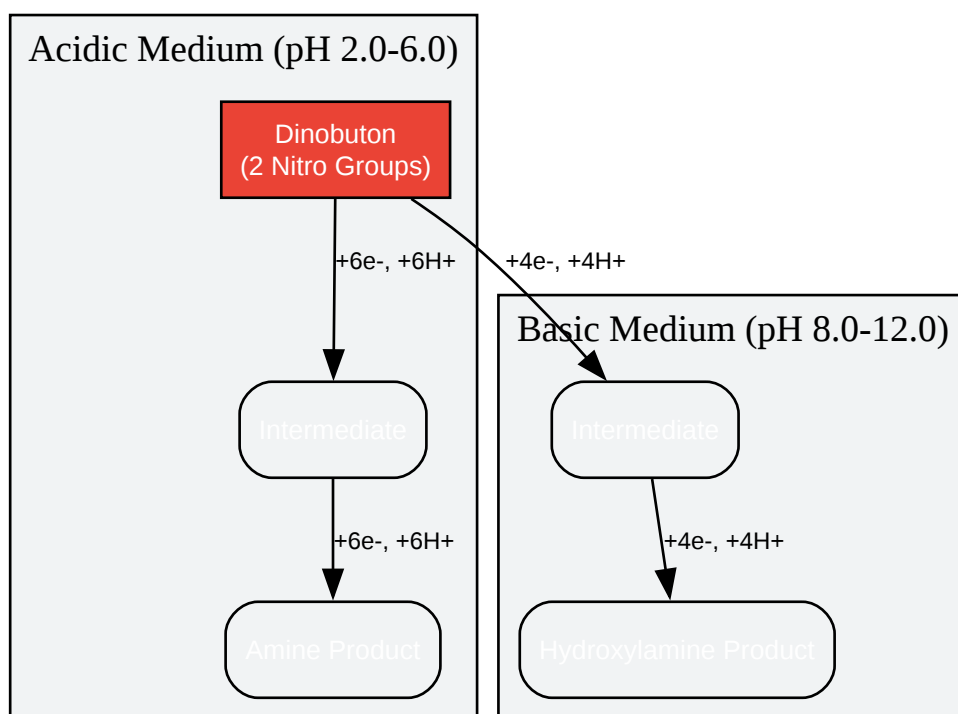 Acidic Medium (pH 2.0-6.0)
Dinobuton
(2 Nitro Groups)
+6e-, +6H+
+4e-, +4H+
Basic Medium (pH 8.0-12.0)
Intermediate
Intermediate
+6e-, +6H+
+4e-, +4H+
Amine Product
Hydroxylamine Product